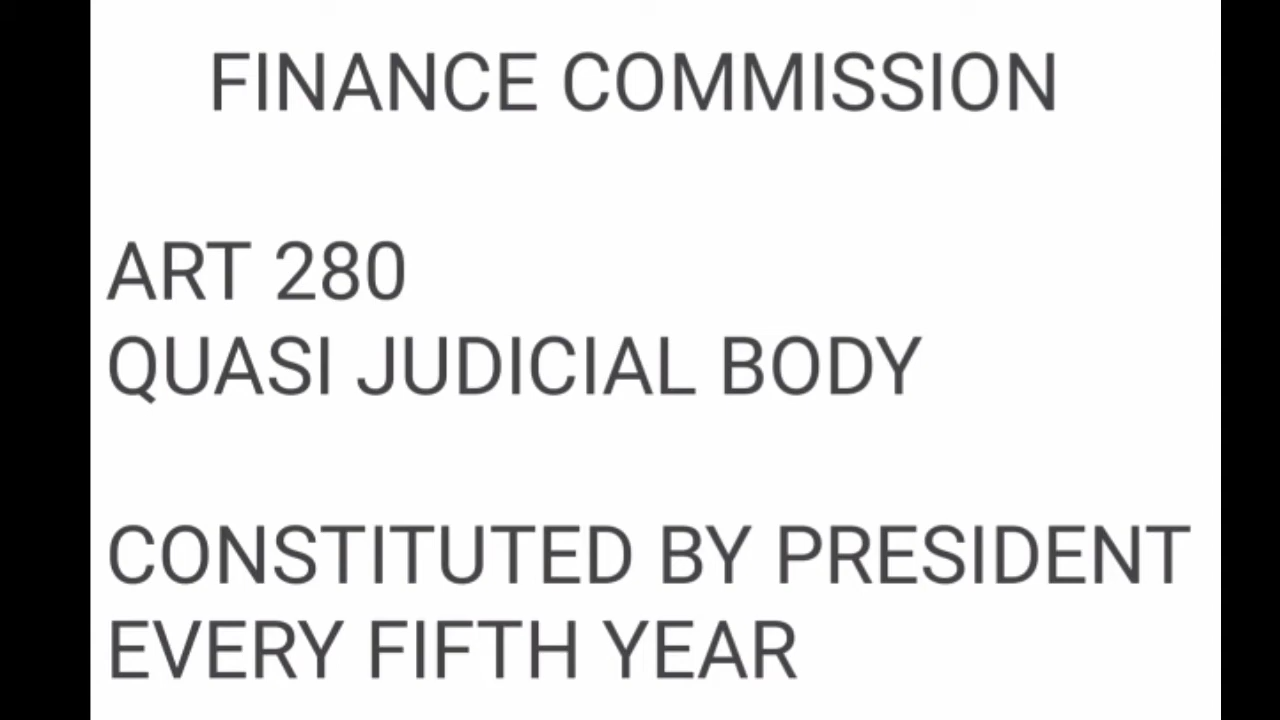 FINANCE COMMISSION
ART 280
QUASI JUDICIAL BODY
CONSTITUTED BY PRESIDENT
EVERY FIFTH YEAR